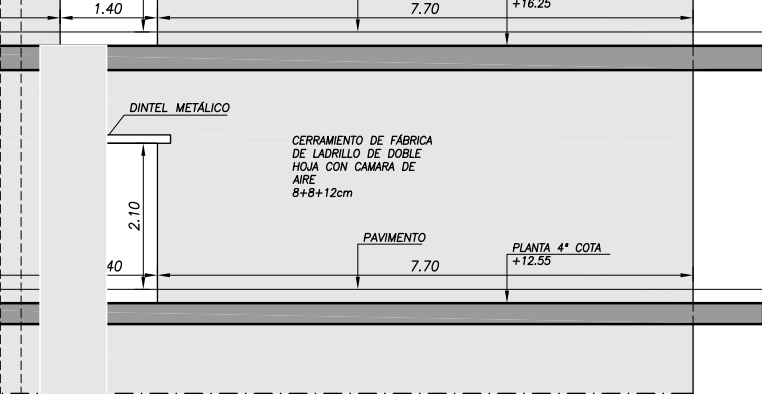 +16.25
1.40
7.70
DINTEL METÁLICO
CERRAMIENTO DE FÁBRICA
DE LADRILLO DE DOBLE
HOJA CON CAMARA DE
AIRE
8+8+12cm
2.10
PAVIMENTO
PLANTA 4ª COTA
+12.55
40
7.70